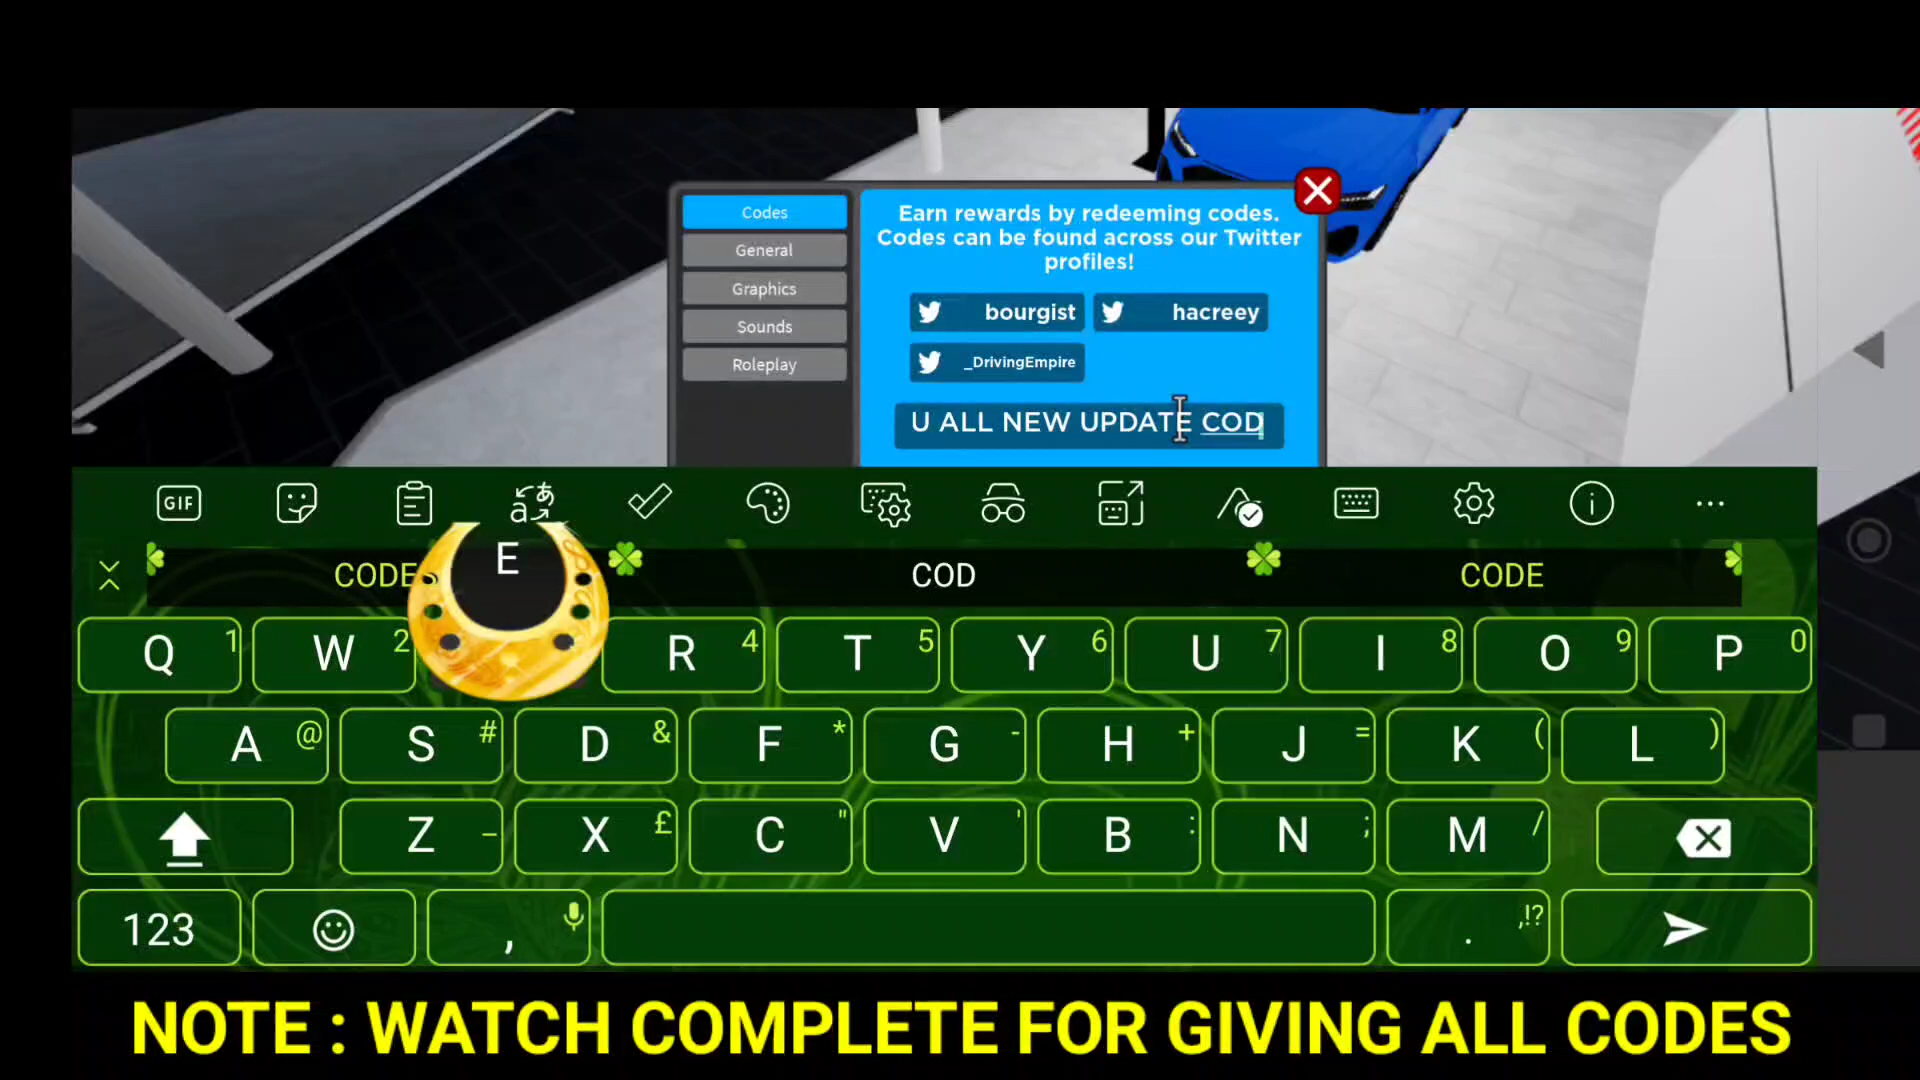 Codes
General
Graphics
Sounds
Roleplay
Earn rewards by redeeming codes.
Codes can be found across our Twitter
profiles!
bourgist
hacreey
_DrivingEmpire
U ALL NEW UPDATE COD
GIF
CODES
COD
CODE
E
Q 1 W 2 R 4 T 5 Y 6 U 7 I 8 O 9 P 0
A @ S # D & F * G - H + J = K ( L )
Z _ X £ C " V ' B : N ; M /
123 , . ,!?
NOTE : WATCH COMPLETE FOR GIVING ALL CODES